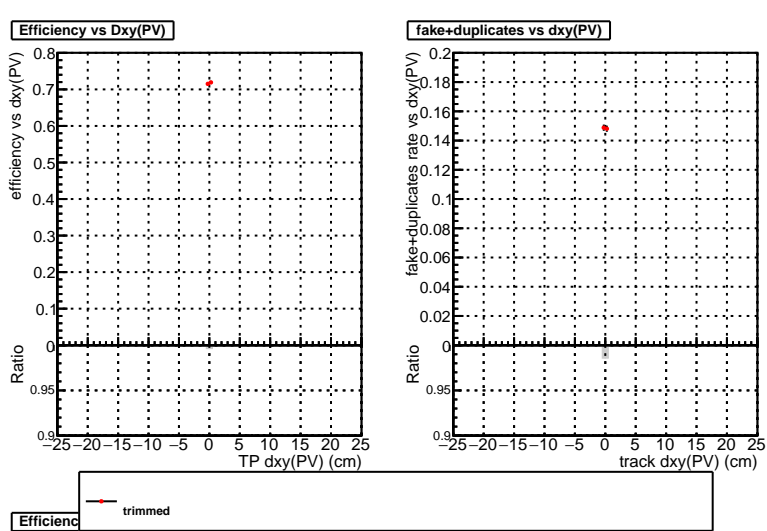 Efficiency vs Dxy(PV)
efficiency vs dxy(PV)
0.8
0.7
0.6
0.5
0.4
0.3
0.2
0.1
0
Ratio
0.95
0.9
−25 −20 −15 −10 −5 0 5 10 15 20 25
TP dxy(PV) (cm)
fake+duplicates vs dxy(PV)
fake+duplicates rate vs dxy(PV)
0.2
0.18
0.16
0.14
0.12
0.1
0.08
0.06
0.04
0.02
0
Ratio
0.95
0.9
−25 −20 −15 −10 −5 0 5 10 15 20 25
track dxy(PV) (cm)
trimmed
Efficienc